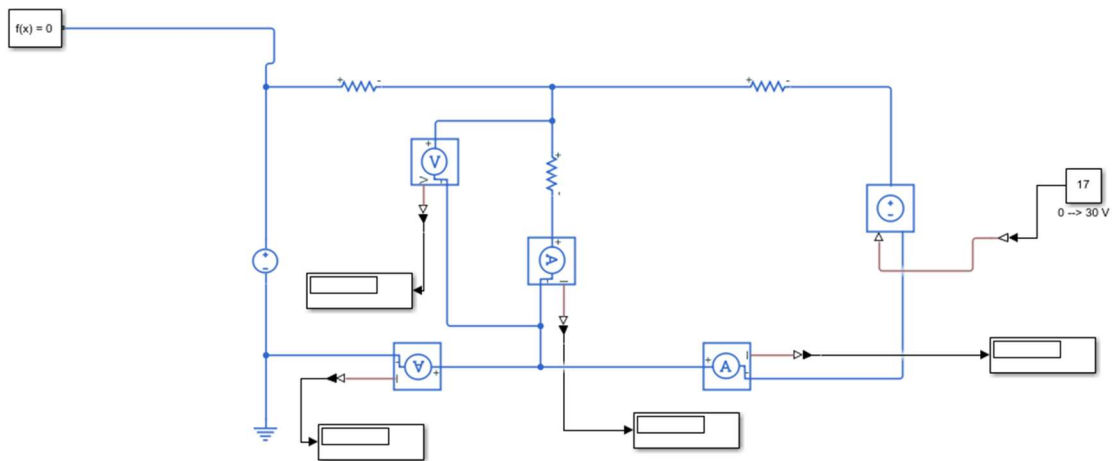 f(x) = 0
+
-
+
-
17
0 --> 30 V
+
V
V
-
+
-
+
-
+
-
+
A
-
I
A
-
+
I
+
A
-
I